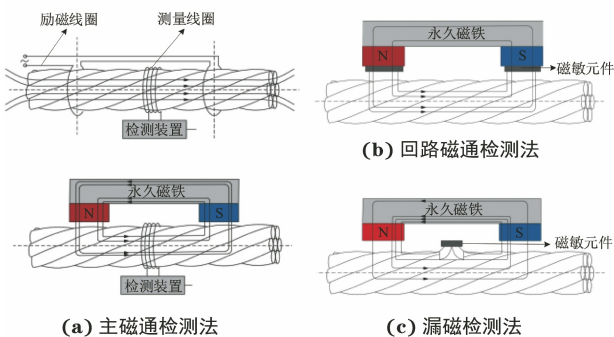 励磁线圈
测量线圈
~
检测装置
永久磁铁
N
S
检测装置
(a) 主磁通检测法
永久磁铁
N
S
磁敏元件
(b) 回路磁通检测法
永久磁铁
N
S
磁敏元件
(c) 漏磁检测法